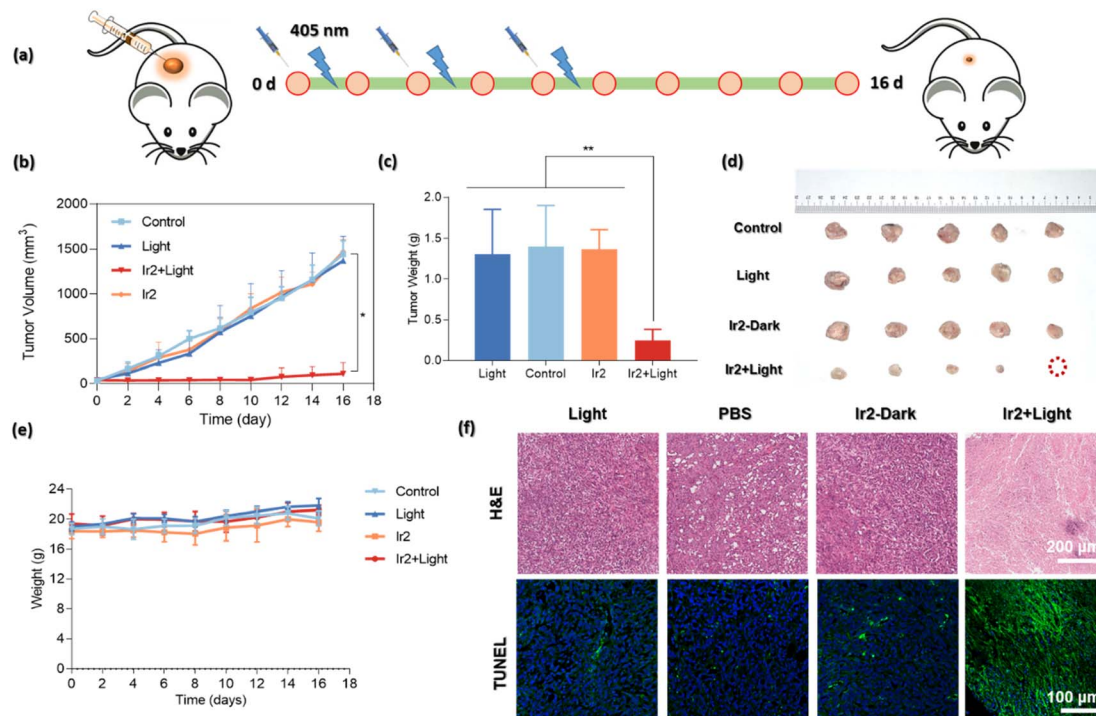 (a)
405 nm
0 d
16 d
(b)
Tumor Volume (mm³)
2000
1500
1000
500
0
Control
Light
Ir2+Light
Ir2
*
0 2 4 6 8 10 12 14 16 18
Time (day)
(c)
**
Tumor Weight (g)
2.0
1.5
1.0
0.5
0.0
Light Control Ir2 Ir2+Light
(d)
Control
Light
Ir2-Dark
Ir2+Light
(e)
Weight (g)
24
20
16
12
8
4
0
Control
Light
Ir2
Ir2+Light
0 2 4 6 8 10 12 14 16 18
Time (days)
(f)
Light PBS Ir2-Dark Ir2+Light
H&E
200 µm
TUNEL
100 µm